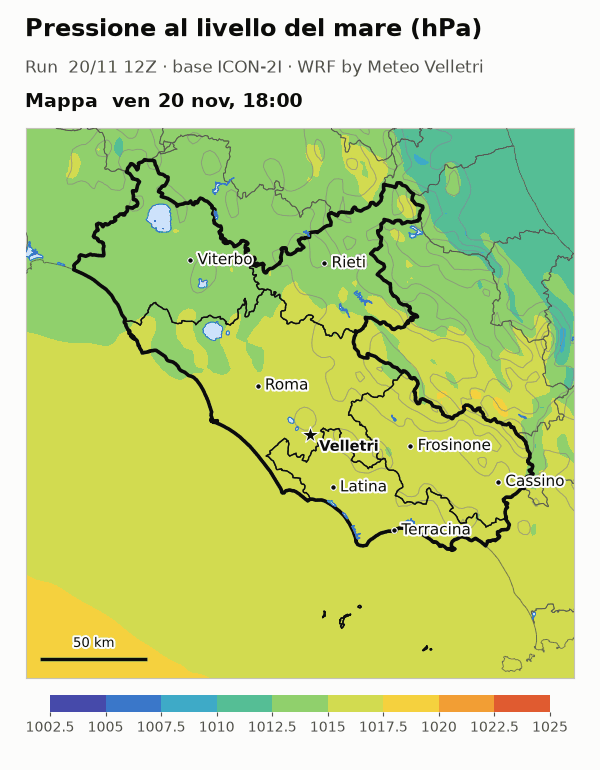 Pressione al livello del mare (hPa)
Run  20/11 12Z · base ICON-2I · WRF by Meteo Velletri
Mappa  ven 20 nov, 18:00
Viterbo
Rieti
Roma
Velletri
Frosinone
Cassino
Latina
Terracina
50 km
1002.5 1005 1007.5 1010 1012.5 1015 1017.5 1020 1022.5 1025